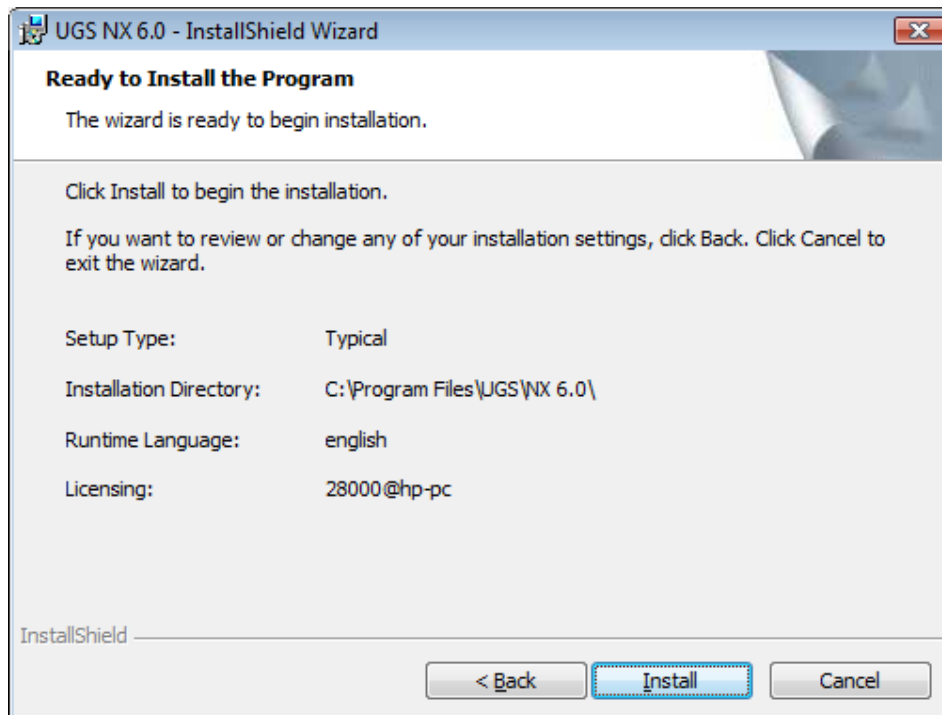 UGS NX 6.0 - InstallShield Wizard
Ready to Install the Program
The wizard is ready to begin installation.
Click Install to begin the installation.
If you want to review or change any of your installation settings, click Back. Click Cancel to
exit the wizard.
Setup Type: Typical
Installation Directory: C:\Program Files\UGS\NX 6.0\
Runtime Language: english
Licensing: 28000@hp-pc
InstallShield
< Back Install Cancel